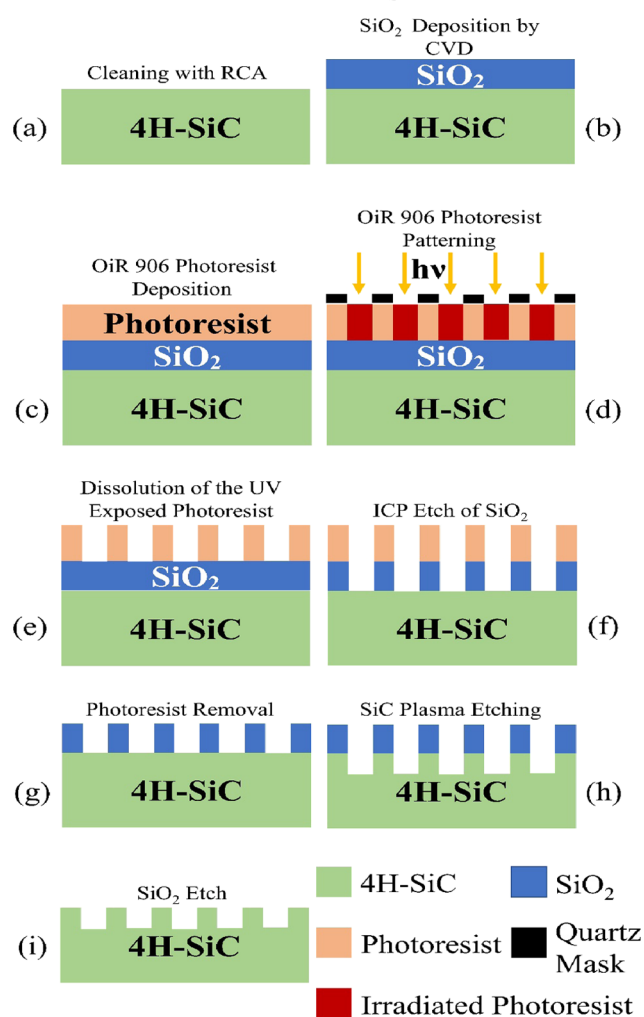 SiO₂ Deposition by
CVD
Cleaning with RCA
SiO₂
(a)
4H-SiC
4H-SiC
(b)
OiR 906 Photoresist
Patterning
OiR 906 Photoresist
Deposition
hν
Photoresist
SiO₂
SiO₂
(c)
4H-SiC
4H-SiC
(d)
Dissolution of the UV
Exposed Photoresist
ICP Etch of SiO₂
SiO₂
(e)
4H-SiC
4H-SiC
(f)
Photoresist Removal
SiC Plasma Etching
(g)
4H-SiC
4H-SiC
(h)
SiO₂ Etch
(i)
4H-SiC
4H-SiC
SiO₂
Photoresist
Quartz
Mask
Irradiated Photoresist